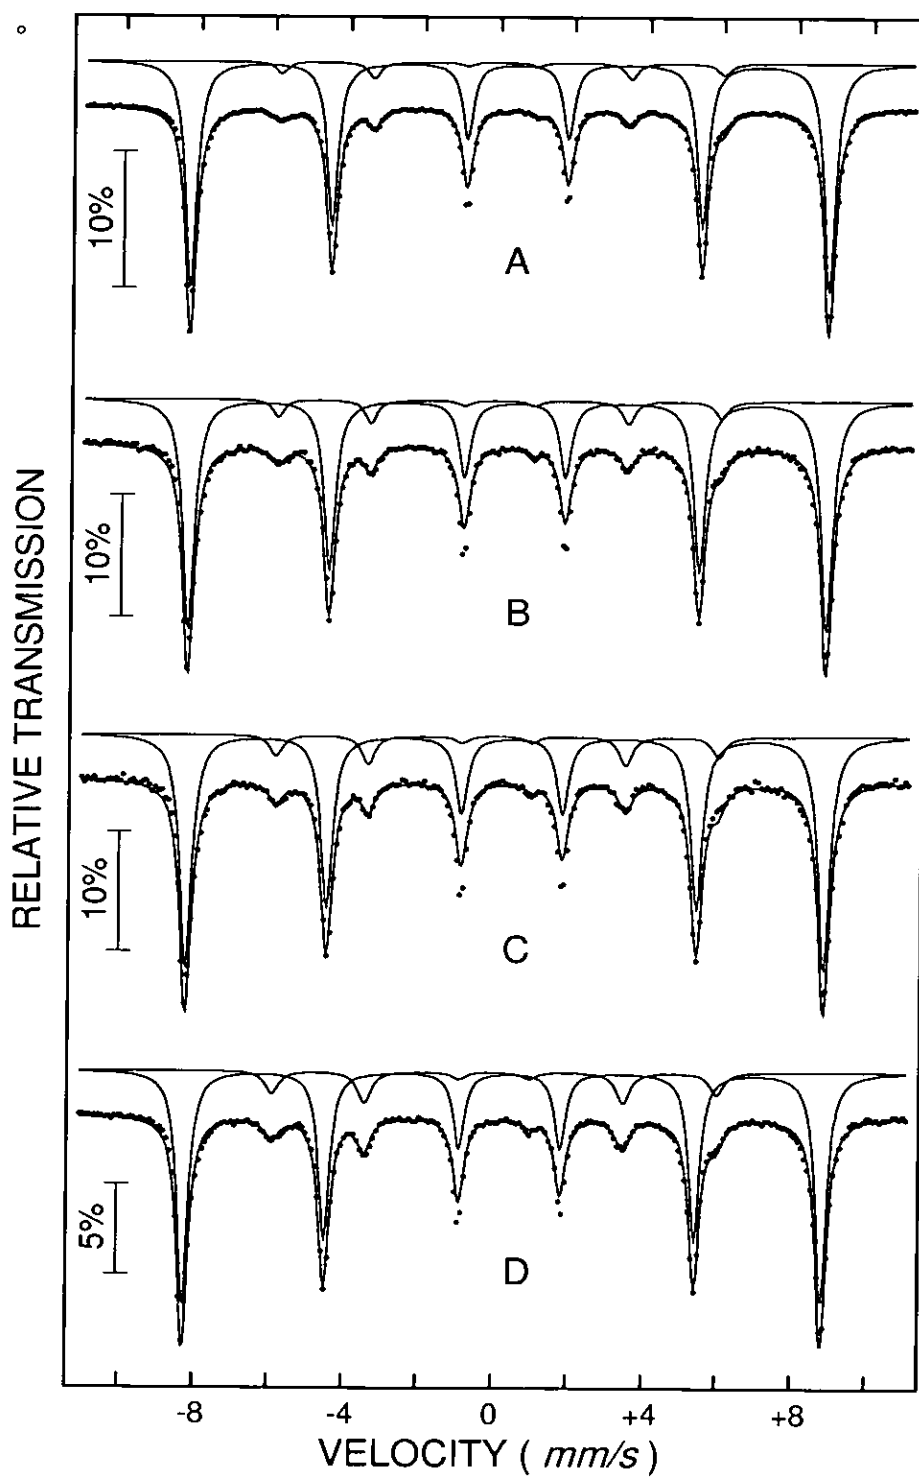 RELATIVE TRANSMISSION
10%
A
10%
B
10%
C
5%
D
-8 -4 0 +4 +8
VELOCITY ( mm/s )